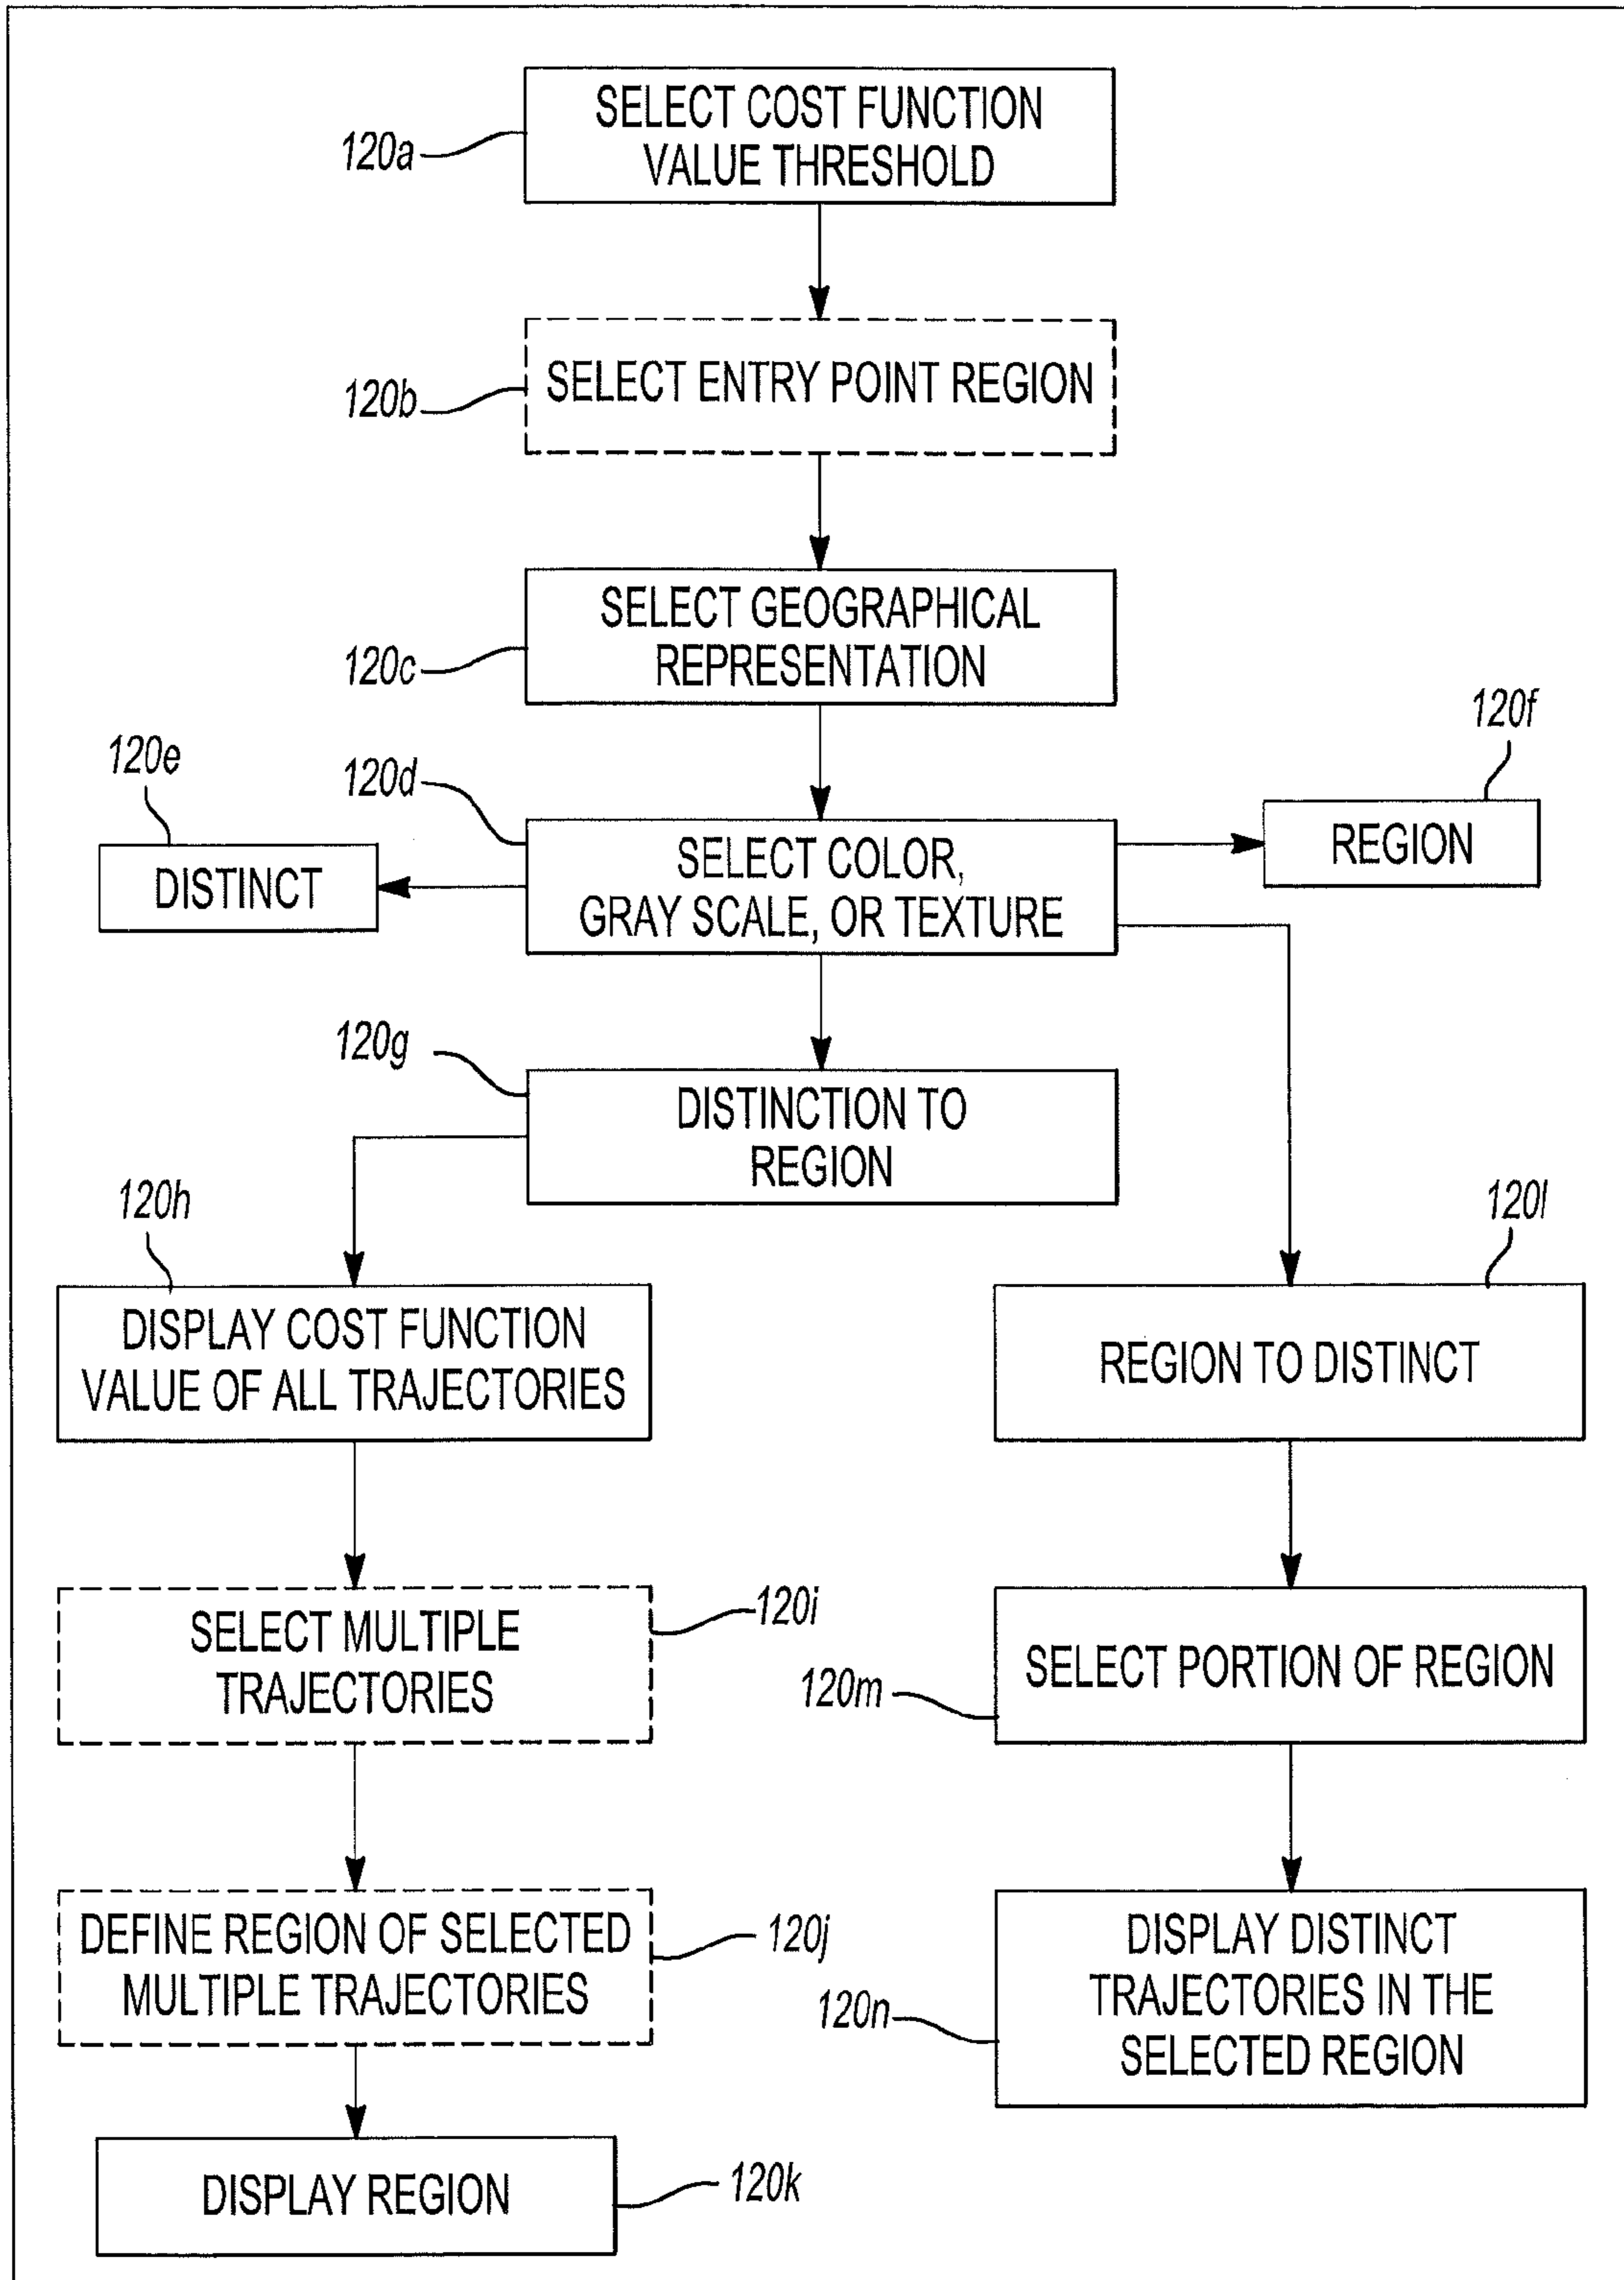 SELECT COST FUNCTION
VALUE THRESHOLD
120a
SELECT ENTRY POINT REGION
120b
SELECT GEOGRAPHICAL
REPRESENTATION
120c
120f
120e
120d
REGION
SELECT COLOR,
GRAY SCALE, OR TEXTURE
DISTINCT
120g
DISTINCTION TO
REGION
120h
120l
DISPLAY COST FUNCTION
VALUE OF ALL TRAJECTORIES
REGION TO DISTINCT
SELECT MULTIPLE
TRAJECTORIES
120i
SELECT PORTION OF REGION
120m
DEFINE REGION OF SELECTED
MULTIPLE TRAJECTORIES
120j
DISPLAY DISTINCT
TRAJECTORIES IN THE
SELECTED REGION
120n
DISPLAY REGION
120k